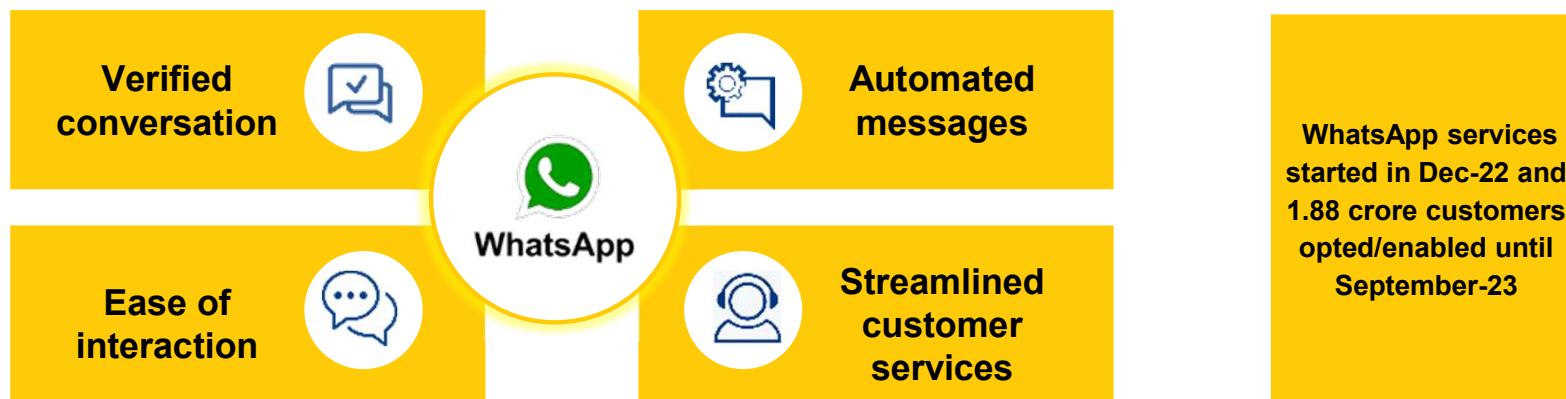 Verified
conversation
Automated
messages
WhatsApp
Ease of
interaction
Streamlined
customer
services
WhatsApp services
started in Dec-22 and
1.88 crore customers
opted/enabled until
September-23